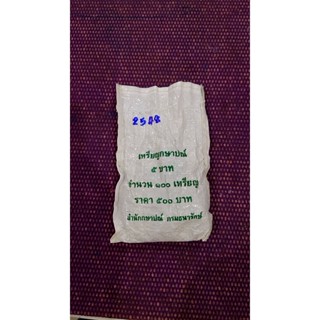 เหรียญกษาปณ์
๕ บาท
จำนวน ๑๐๐ เหรียญ
ราคา ๕๐๐ บาท
สำนักกษาปณ์ กรมธนารักษ์